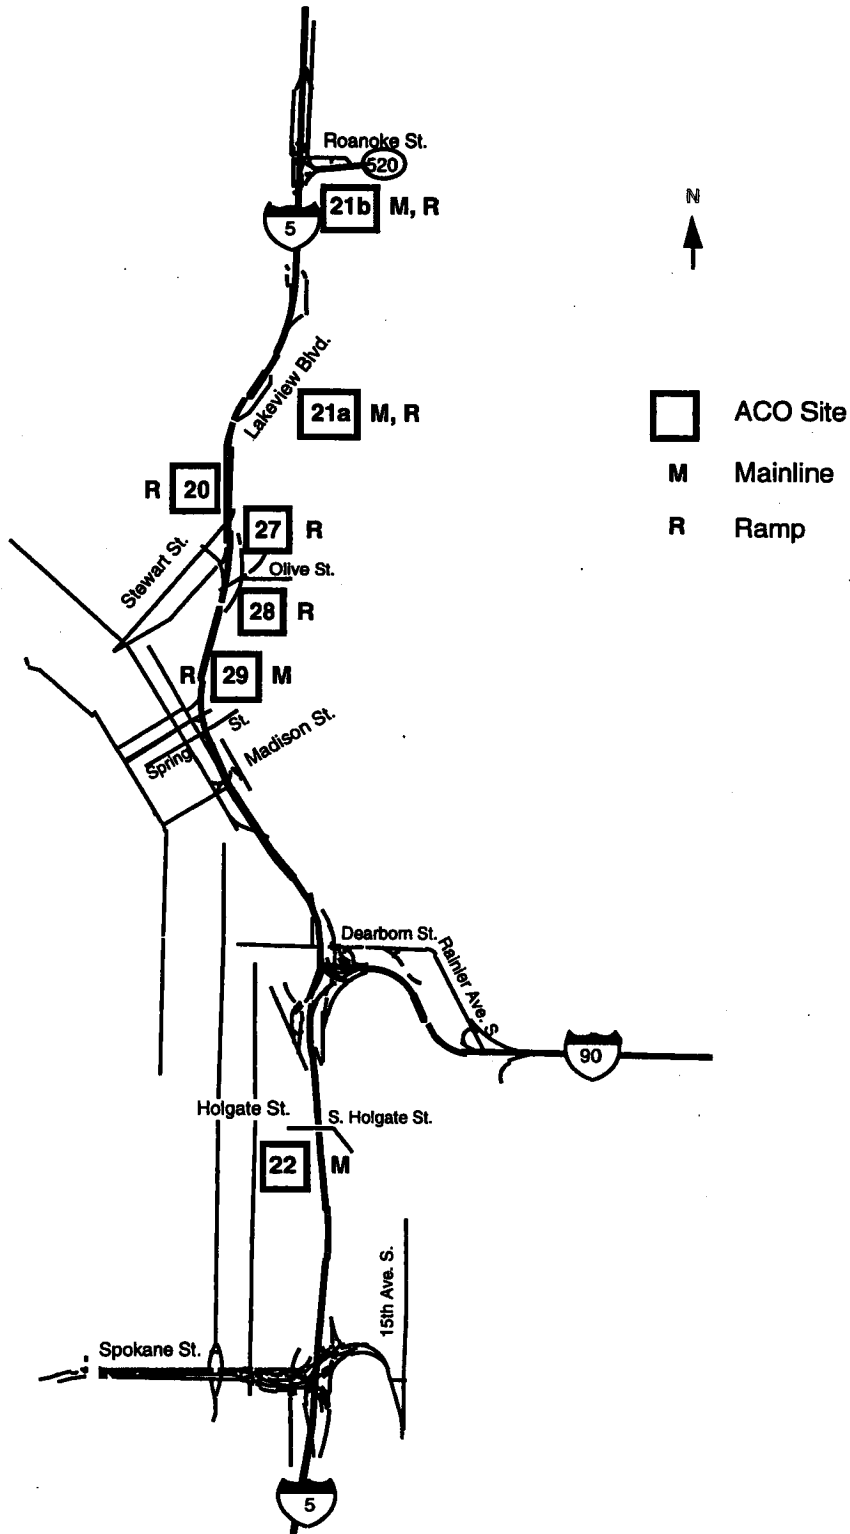 Roanoke St.
520
21b M, R
N
5
Lakeview Blvd.
21a M, R
ACO Site
M Mainline
R 20
R Ramp
27 R
Stewart St.
Olive St.
28 R
R 29 M
St.
Madison St.
Spring
Dearborn St.
Rainier Ave. S
90
Holgate St.
S. Holgate St.
22 M
15th Ave. S.
Spokane St.
5